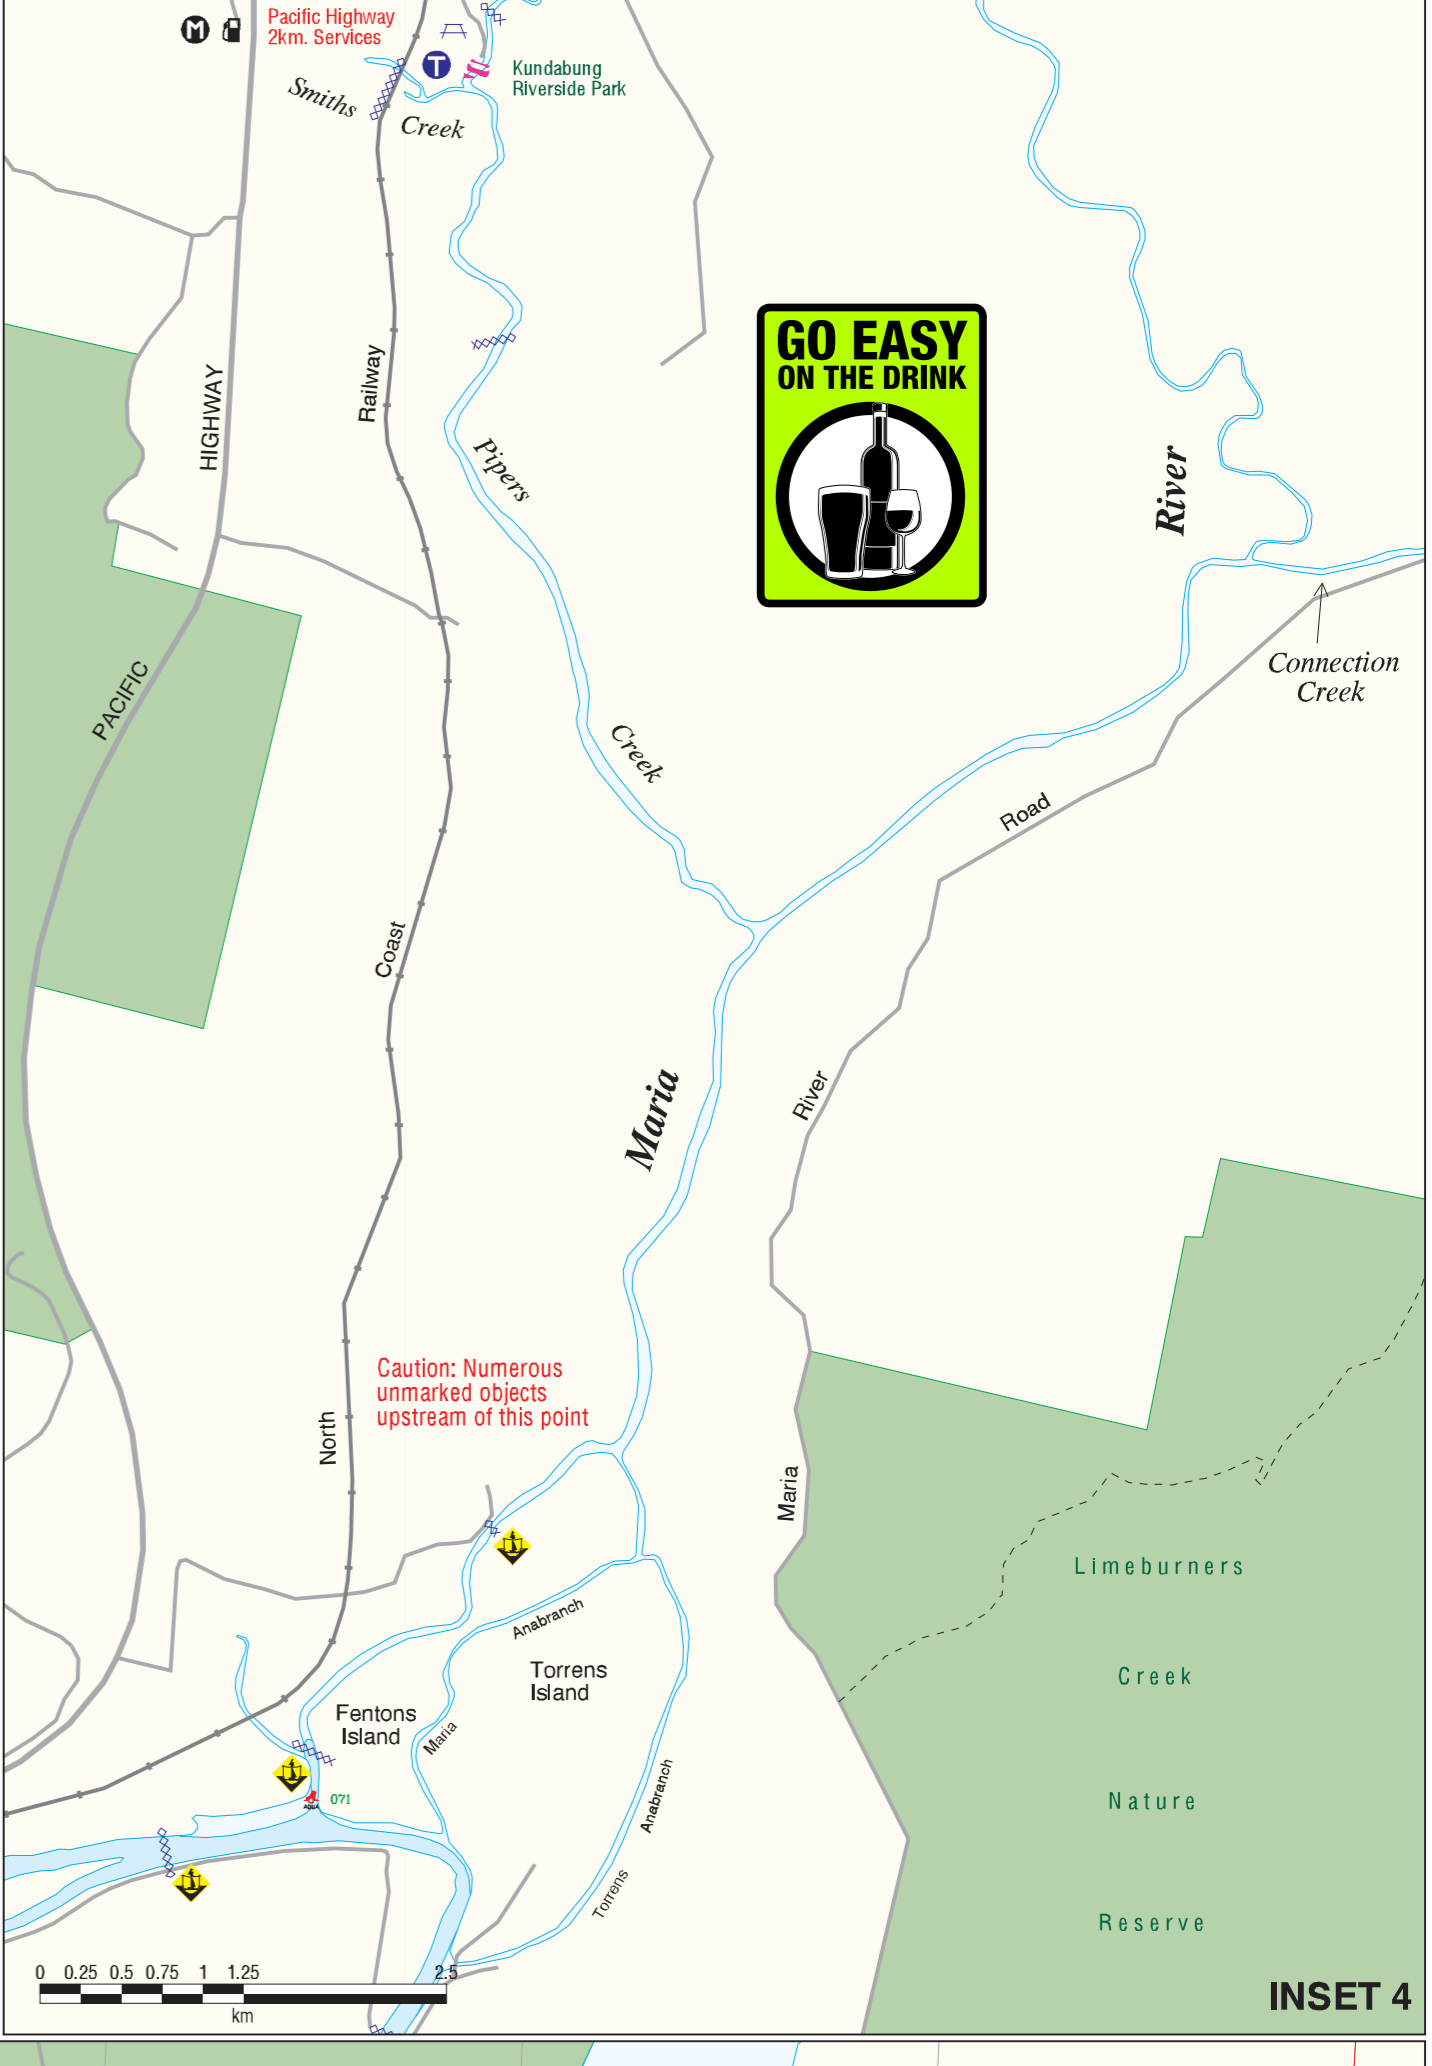 M
Pacific Highway
2km. Services
T
Kundabung
Riverside Park
Smiths
Creek
HIGHWAY
Railway
Pipers
GO EASY
ON THE DRINK
River
Connection
Creek
PACIFIC
Creek
Road
Coast
River
Maria
Caution: Numerous
unmarked objects
upstream of this point
North
Maria
Limeburners
Anabranch
Torrens
Island
Creek
Fentons
Island
Maria
Anabranch
071
AQUA
Nature
Torrens
Reserve
0 0.25 0.5 0.75 1 1.25 2.5
km
INSET 4